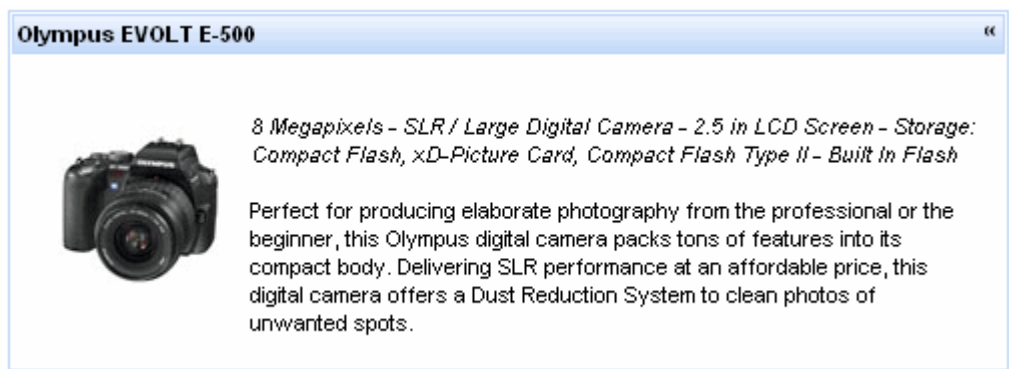 Olympus EVOLT E-500 «
8 Megapixels - SLR / Large Digital Camera - 2.5 in LCD Screen - Storage:
Compact Flash, xD-Picture Card, Compact Flash Type II - Built In Flash
OLYMPUS
Perfect for producing elaborate photography from the professional or the
beginner, this Olympus digital camera packs tons of features into its
compact body. Delivering SLR performance at an affordable price, this
digital camera offers a Dust Reduction System to clean photos of
unwanted spots.